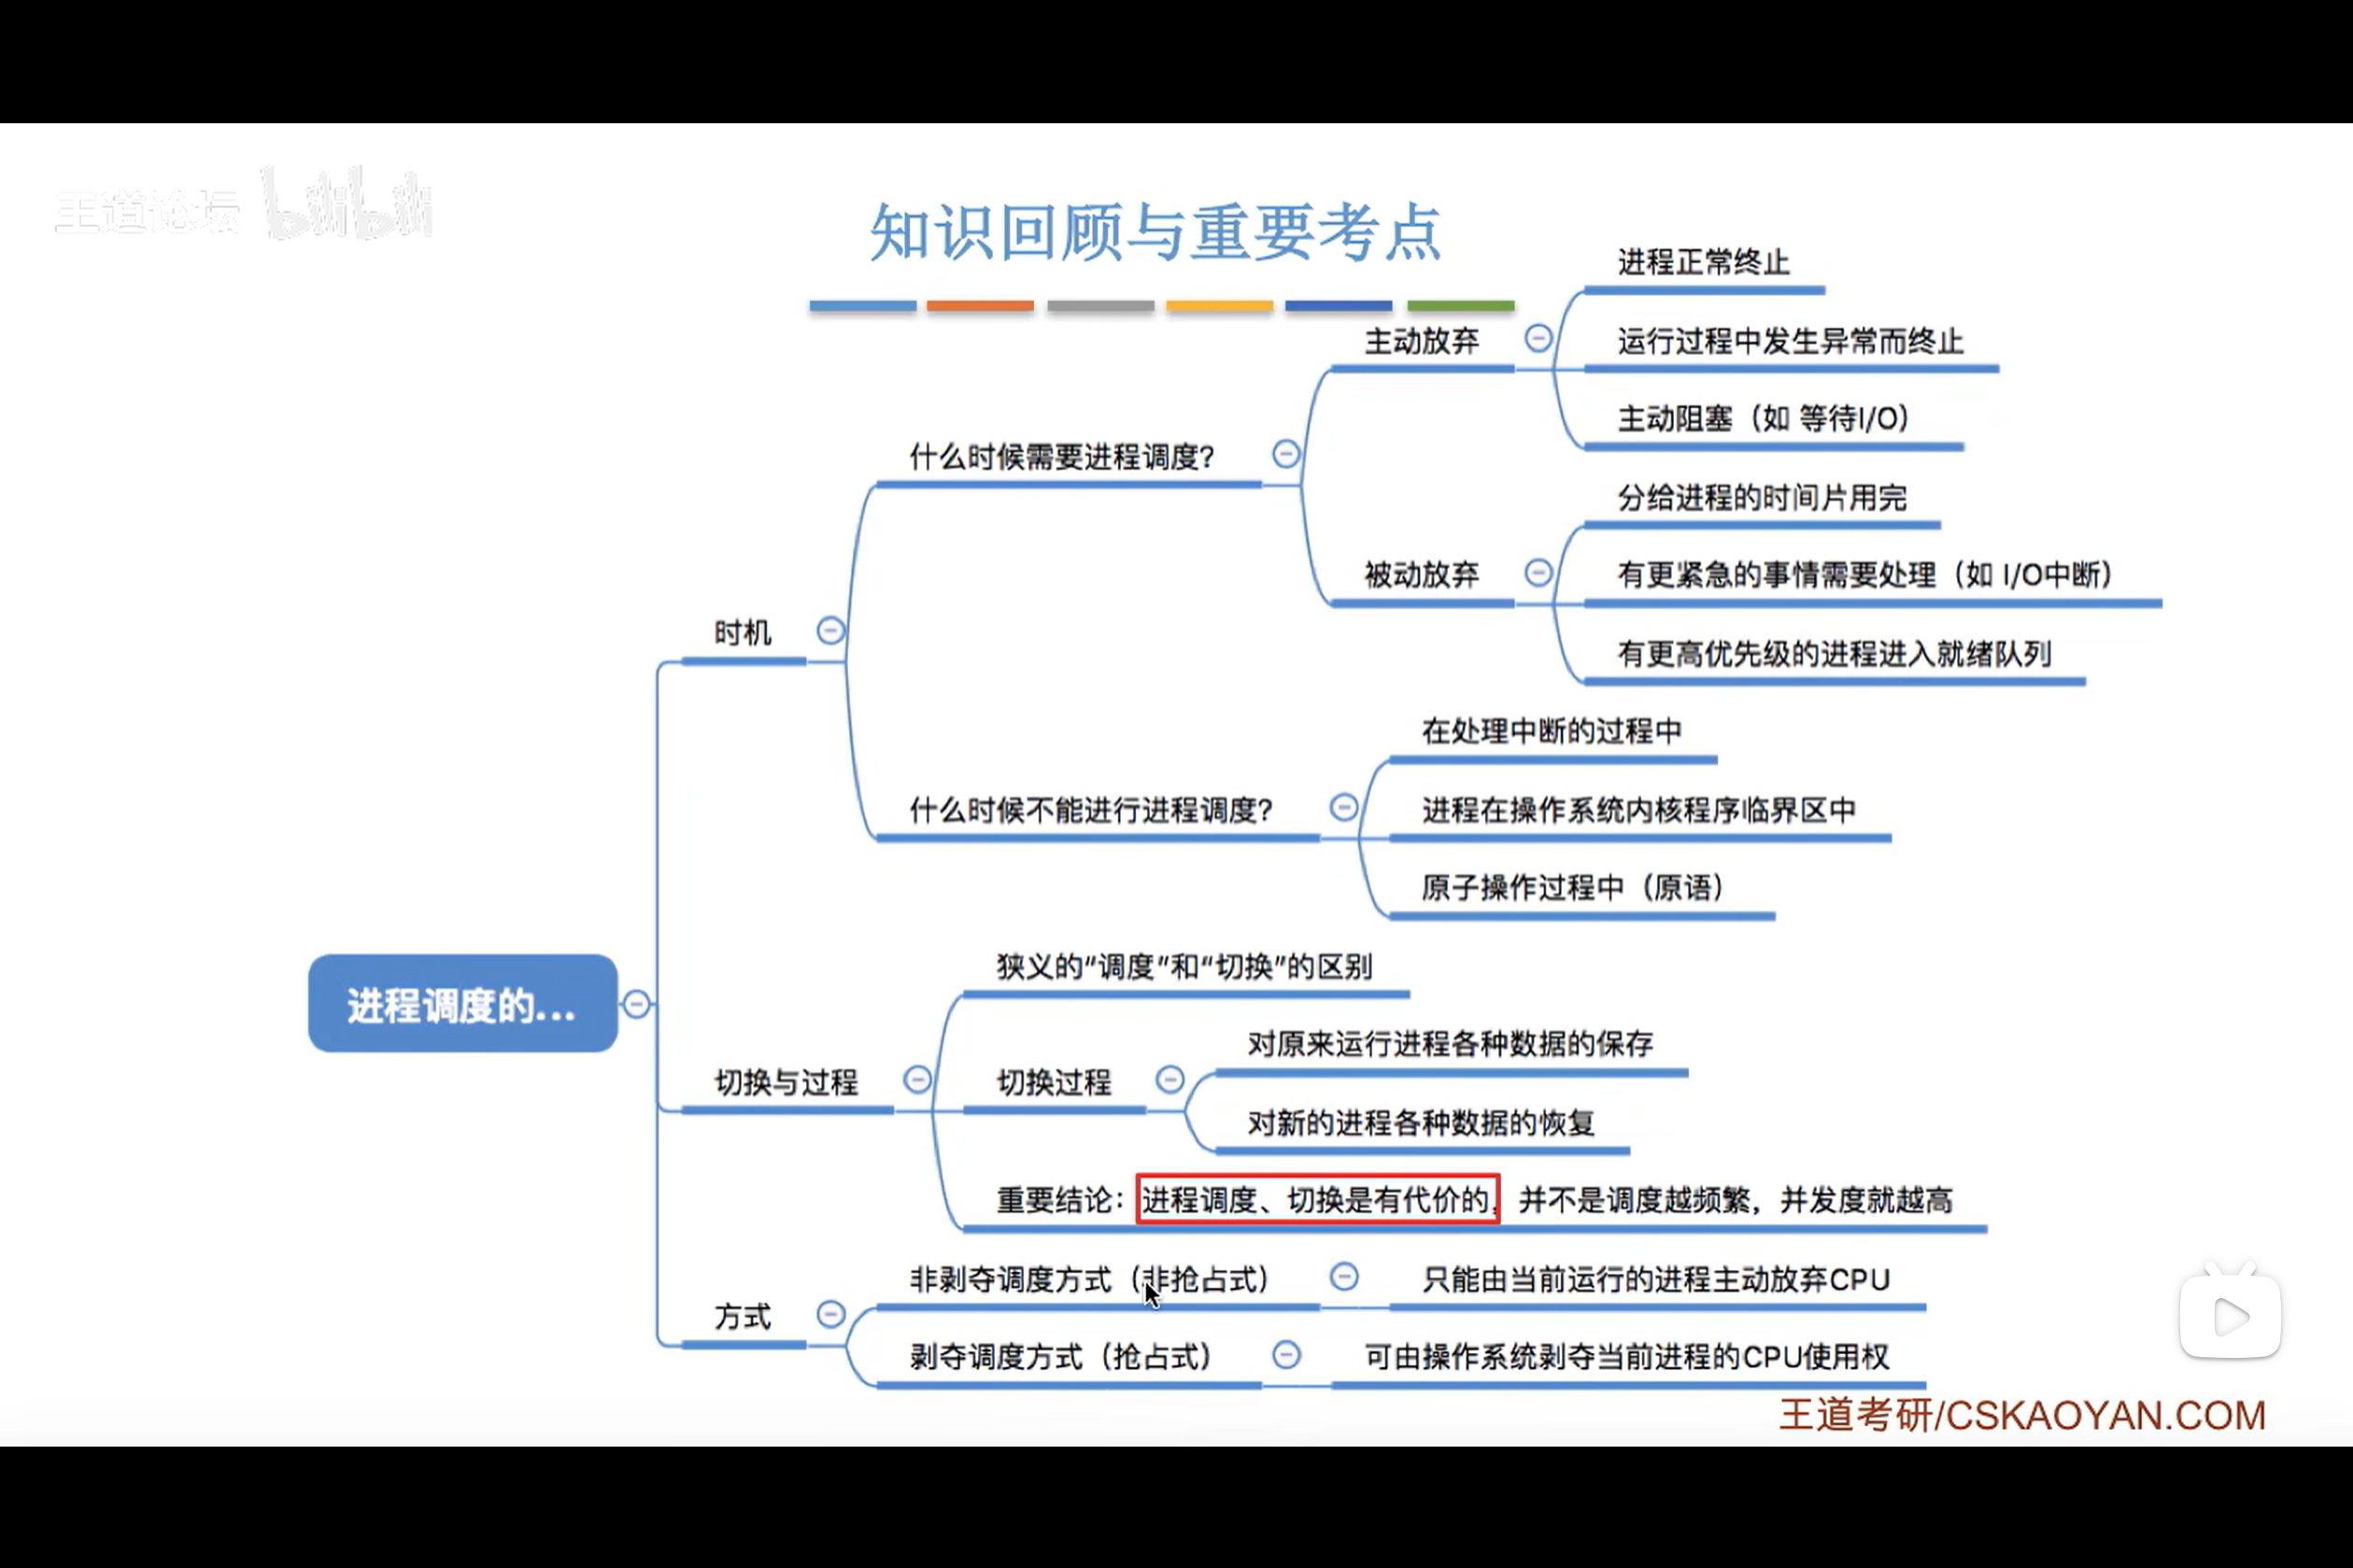 王道论坛 bilibili
知识回顾与重要考点
进程正常终止
主动放弃
运行过程中发生异常而终止
主动阻塞（如 等待I/O）
什么时候需要进程调度？
分给进程的时间片用完
被动放弃
有更紧急的事情需要处理（如 I/O中断）
有更高优先级的进程进入就绪队列
时机
在处理中断的过程中
什么时候不能进行进程调度？
进程在操作系统内核程序临界区中
原子操作过程中（原语）
进程调度的...
狭义的“调度”和“切换”的区别
对原来运行进程各种数据的保存
切换与过程
切换过程
对新的进程各种数据的恢复
重要结论：进程调度、切换是有代价的，并不是调度越频繁，并发度就越高
非剥夺调度方式（非抢占式）
只能由当前运行的进程主动放弃CPU
方式
剥夺调度方式（抢占式）
可由操作系统剥夺当前进程的CPU使用权
王道考研/CSKAOYAN.COM